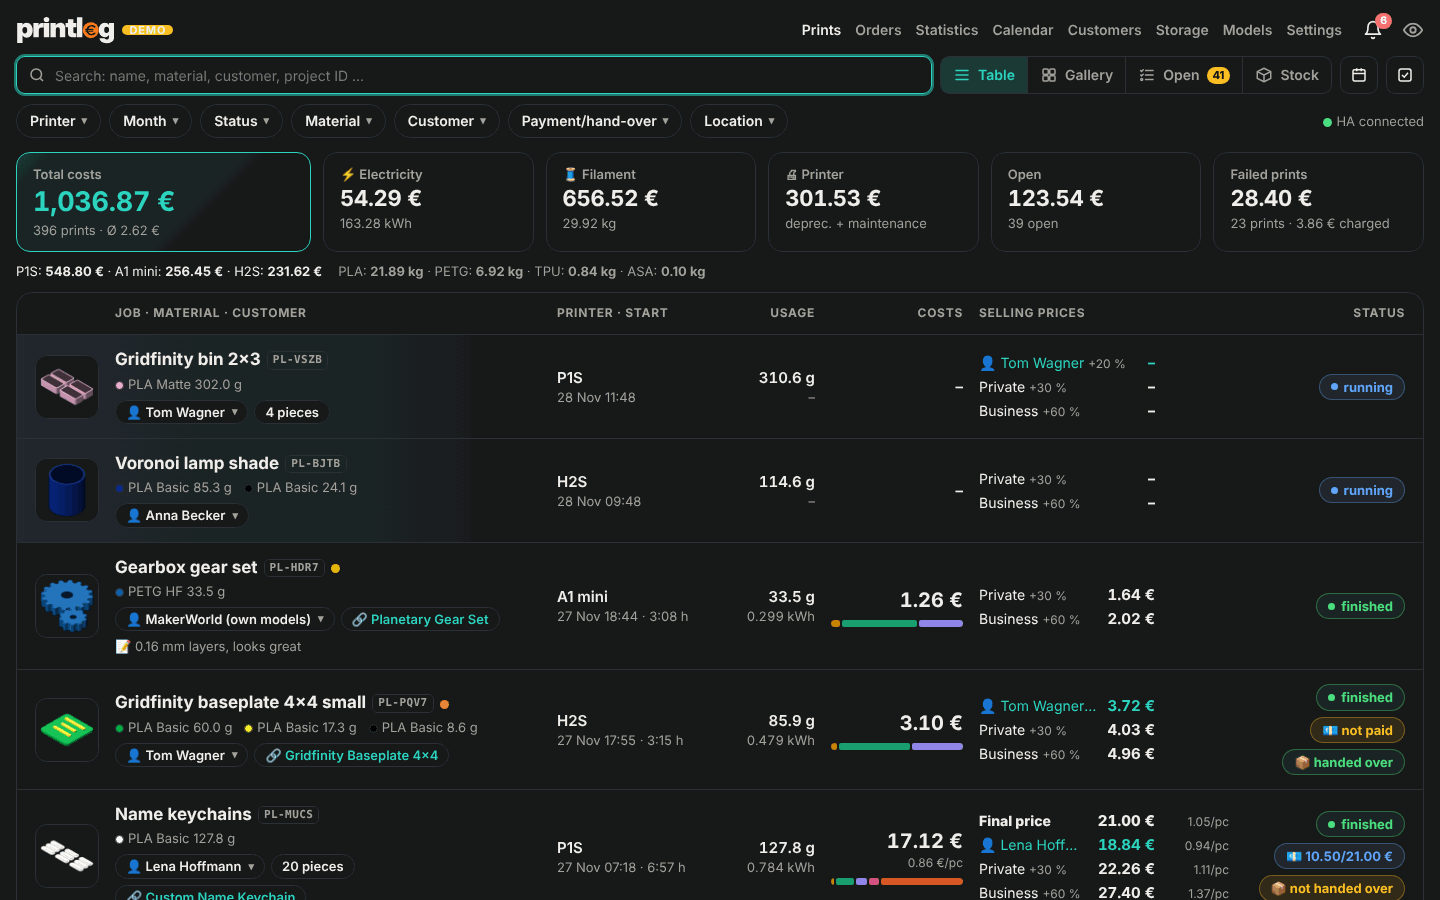 printlog DEMO
Prints Orders Statistics Calendar Customers Storage Models Settings 6
Search: name, material, customer, project ID ...
Table Gallery Open 41 Stock
Printer ▾ Month ▾ Status ▾ Material ▾ Customer ▾ Payment/hand-over ▾ Location ▾
HA connected
Total costs
1,036.87 €
396 prints · Ø 2.62 €
⚡ Electricity
54.29 €
163.28 kWh
🧵 Filament
656.52 €
29.92 kg
🖨 Printer
301.53 €
deprec. + maintenance
Open
123.54 €
39 open
Failed prints
28.40 €
23 prints · 3.86 € charged
P1S: 548.80 € · A1 mini: 256.45 € · H2S: 231.62 € PLA: 21.89 kg · PETG: 6.92 kg · TPU: 0.84 kg · ASA: 0.10 kg
JOB · MATERIAL · CUSTOMER PRINTER · START USAGE COSTS SELLING PRICES STATUS
Gridfinity bin 2×3 PL-VSZB
PLA Matte 302.0 g
👤 Tom Wagner ▾ 4 pieces
P1S
28 Nov 11:48
310.6 g
–
–
👤 Tom Wagner +20 % –
Private +30 % –
Business +60 % –
running
Voronoi lamp shade PL-BJTB
PLA Basic 85.3 g PLA Basic 24.1 g
👤 Anna Becker ▾
H2S
28 Nov 09:48
114.6 g
–
–
Private +30 % –
Business +60 % –
running
Gearbox gear set PL-HDR7
PETG HF 33.5 g
👤 MakerWorld (own models) ▾ 🔗 Planetary Gear Set
📝 0.16 mm layers, looks great
A1 mini
27 Nov 18:44 · 3:08 h
33.5 g
0.299 kWh
1.26 €
Private +30 % 1.64 €
Business +60 % 2.02 €
finished
Gridfinity baseplate 4×4 small PL-PQV7
PLA Basic 60.0 g PLA Basic 17.3 g PLA Basic 8.6 g
👤 Tom Wagner ▾ 🔗 Gridfinity Baseplate 4×4
H2S
27 Nov 17:55 · 3:15 h
85.9 g
0.479 kWh
3.10 €
👤 Tom Wagner... 3.72 €
Private +30 % 4.03 €
Business +60 % 4.96 €
finished
💶 not paid
📦 handed over
Name keychains PL-MUCS
PLA Basic 127.8 g
👤 Lena Hoffmann ▾ 20 pieces
🔗 Custom Name Keychain
P1S
27 Nov 07:18 · 6:57 h
127.8 g
0.784 kWh
17.12 €
0.86 €/pc
Final price 21.00 € 1.05/pc
👤 Lena Hoff... 18.84 € 0.94/pc
Private +30 % 22.26 € 1.11/pc
Business +60 % 27.40 € 1.37/pc
finished
💶 10.50/21.00 €
📦 not handed over